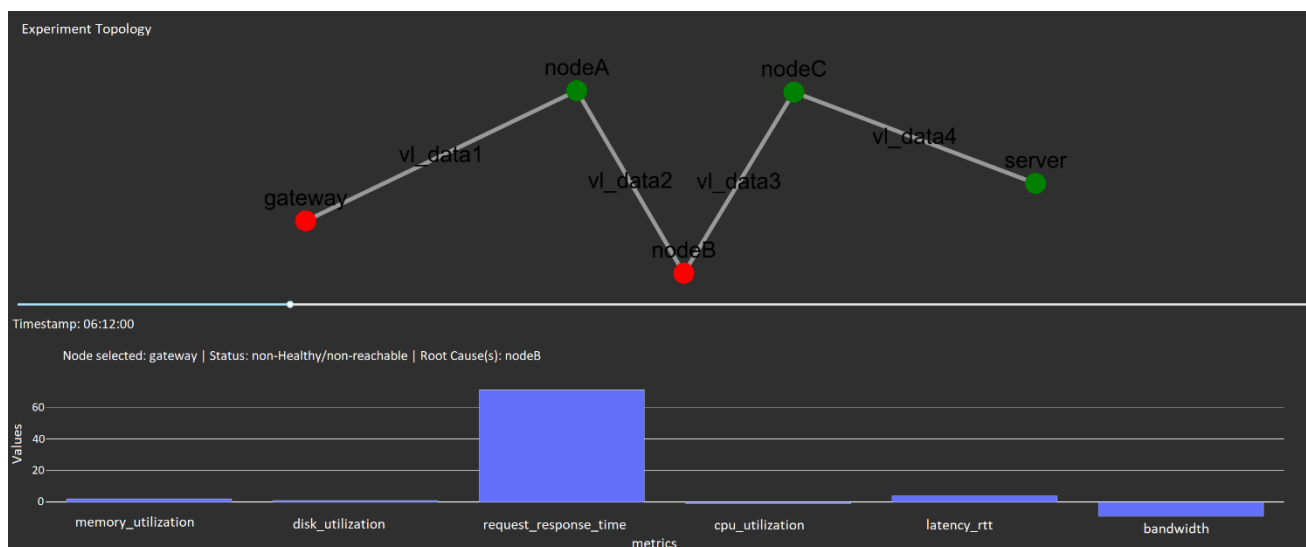 Experiment Topology
nodeA
nodeC
vl_data1
vl_data4
server
vl_data2
vl_data3
gateway
nodeB
Timestamp: 06:12:00
Node selected: gateway | Status: non-Healthy/non-reachable | Root Cause(s): nodeB
60
40
20
0
Values
memory_utilization
disk_utilization
request_response_time
cpu_utilization
latency_rtt
bandwidth
metrics